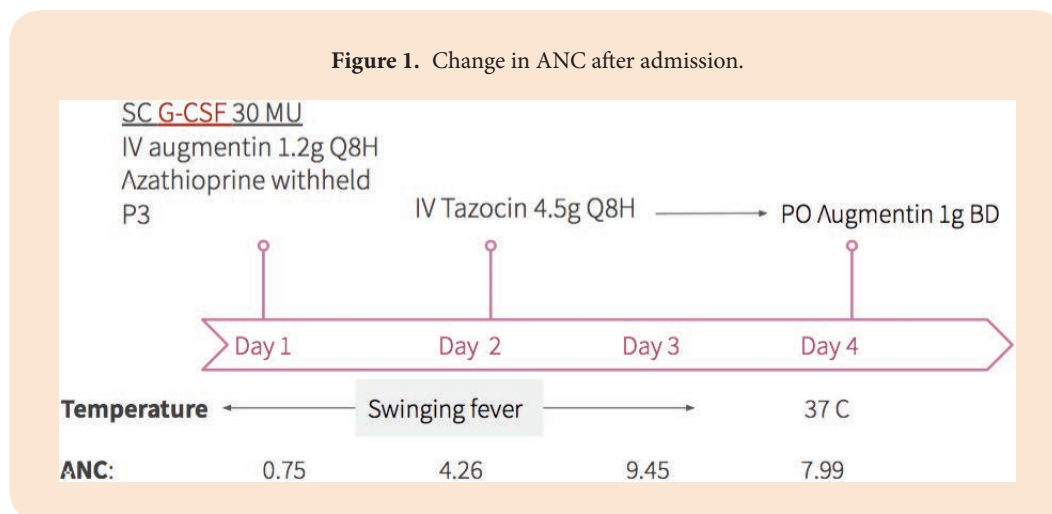 Figure 1. Change in ANC after admission.
SC G-CSF 30 MU
IV augmentin 1.2g Q8H
Azathioprine withheld
P3
IV Tazocin 4.5g Q8H
PO Augmentin 1g BD
Day 1 Day 2 Day 3 Day 4
Temperature Swinging fever 37 C
ANC: 0.75 4.26 9.45 7.99